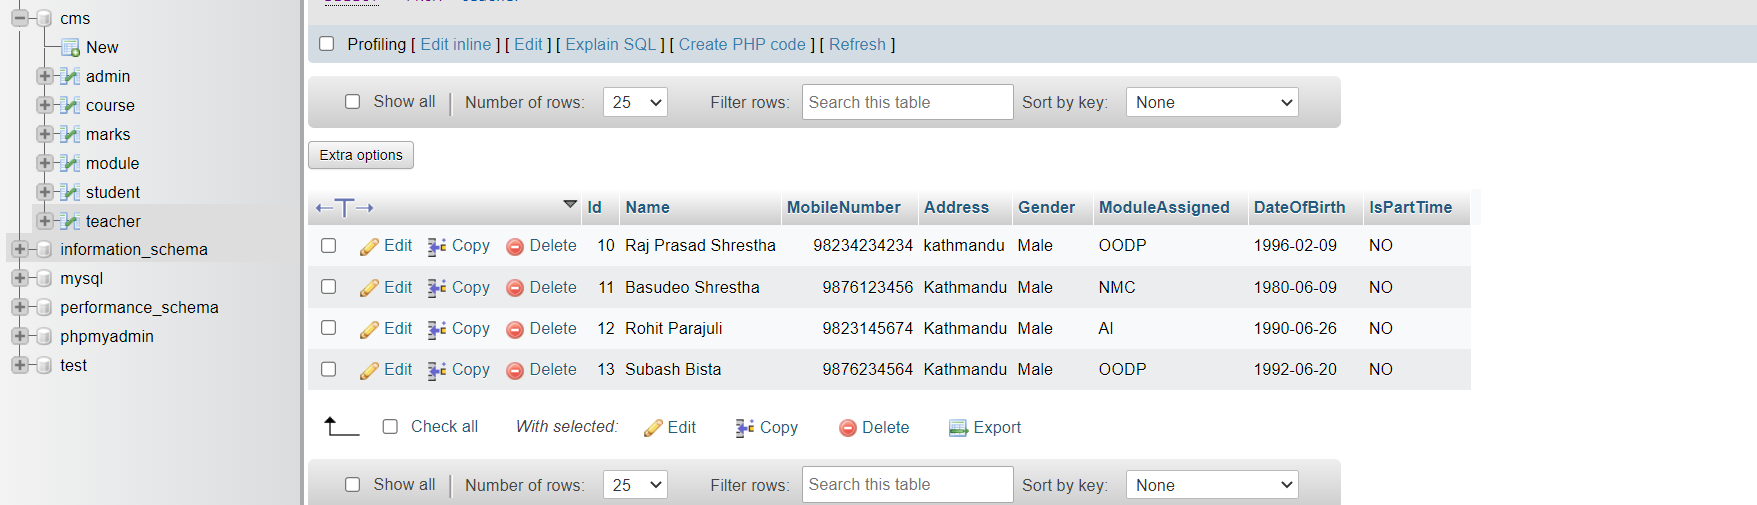 cms
New
admin
course
marks
module
student
teacher
information_schema
mysql
performance_schema
phpmyadmin
test
Profiling [ Edit inline ] [ Edit ] [ Explain SQL ] [ Create PHP code ] [ Refresh ]
Show all Number of rows: 25 Filter rows: Search this table Sort by key: None
Extra options
Id Name MobileNumber Address Gender ModuleAssigned DateOfBirth IsPartTime
Edit Copy Delete 10 Raj Prasad Shrestha 98234234234 kathmandu Male OODP 1996-02-09 NO
Edit Copy Delete 11 Basudeo Shrestha 9876123456 Kathmandu Male NMC 1980-06-09 NO
Edit Copy Delete 12 Rohit Parajuli 9823145674 Kathmandu Male AI 1990-06-26 NO
Edit Copy Delete 13 Subash Bista 9876234564 Kathmandu Male OODP 1992-06-20 NO
Check all With selected: Edit Copy Delete Export
Show all Number of rows: 25 Filter rows: Search this table Sort by key: None